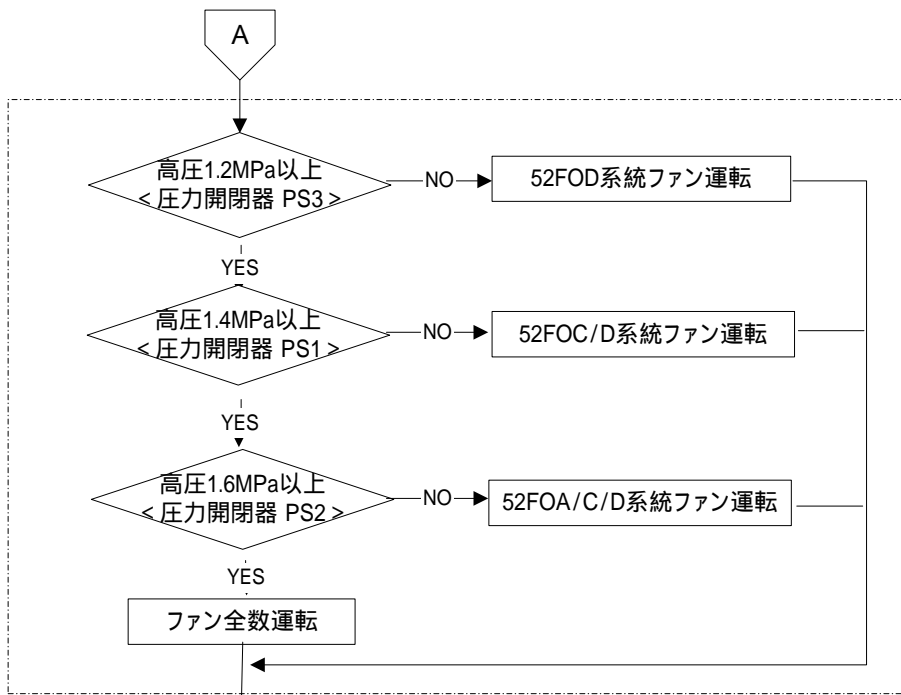 A
高圧1.2MPa以上
< 圧力開閉器 PS3 >
NO
52FOD系統ファン運転
YES
高圧1.4MPa以上
< 圧力開閉器 PS1 >
NO
52FOC/D系統ファン運転
YES
高圧1.6MPa以上
< 圧力開閉器 PS2 >
NO
52FOA/C/D系統ファン運転
YES
ファン全数運転